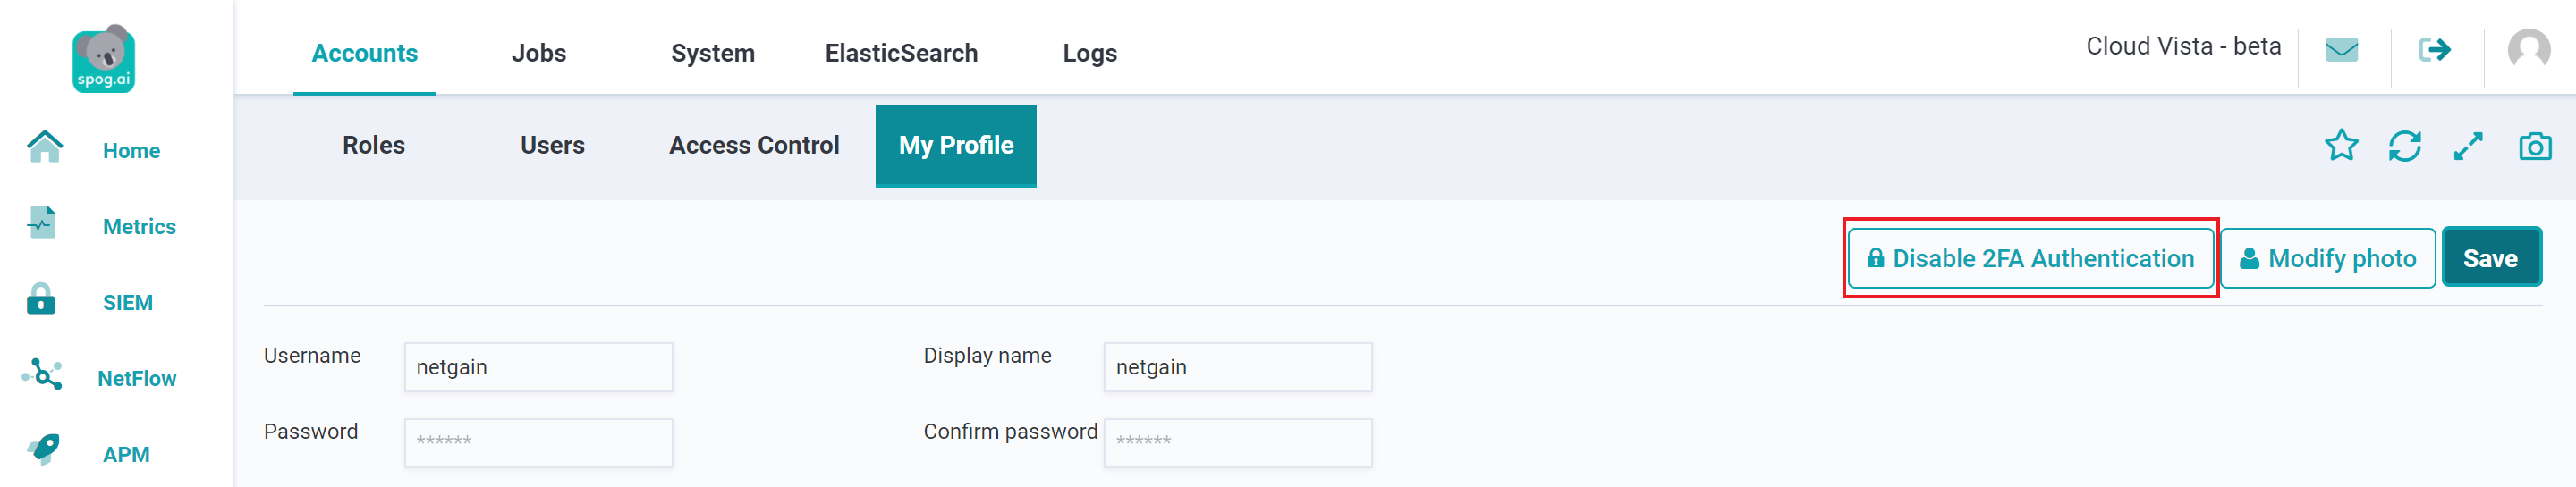 spog.ai
Accounts Jobs System ElasticSearch Logs Cloud Vista - beta
Home
Metrics
SIEM
NetFlow
APM
Roles Users Access Control My Profile
Disable 2FA Authentication Modify photo Save
Username netgain Display name netgain
Password ****** Confirm password ******